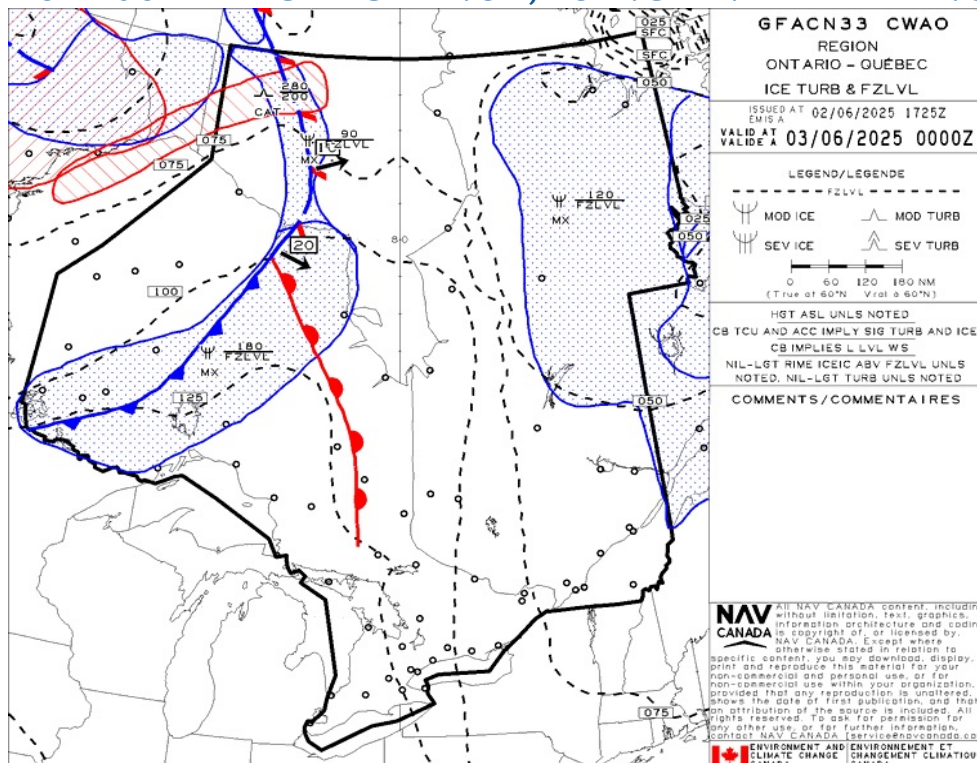 025
SFC
SFC
050
280
200
CAT
90
FZLVL
MX
075
075
120
FZLVL
MX
025
050
80
20
100
180
FZLVL
MX
125
050
075
GFACN33 CWAO
REGION
ONTARIO - QUÉBEC
ICE TURB & FZLVL
ISSUED AT
ÉMIS A
02/06/2025 1725Z
VALID AT
VALIDE A
03/06/2025 0000Z
LEGEND/LÉGENDE
FZLVL
MOD ICE MOD TURB
SEV ICE SEV TURB
0 60 120 180 NM
(True at 60°N Vrai à 60°N)
HGT ASL UNLS NOTED
CB TCU AND ACC IMPLY SIG TURB AND ICE
CB IMPLIES L LVL WS
NIL-LGT RIME ICEIC ABV FZLVL UNLS
NOTED. NIL-LGT TURB UNLS NOTED
COMMENTS/COMMENTAIRES
NAV
CANADA
All NAV CANADA content, including
without limitation, text, graphics,
information architecture and coding
is copyright of, or licensed by,
NAV CANADA. Except where
otherwise stated in relation to
specific content, you may download, display,
print and reproduce this material for your
non-commercial and personal use, or for
non-commercial use within your organization,
provided that any reproduction is unaltered,
shows the date of first publication, and that
an attribution of the source is included. All
rights reserved. To ask for permission for
any other use, or for further information,
contact NAV CANADA [service@navcanada.ca
ENVIRONMENT AND
CLIMATE CHANGE
ENVIRONNEMENT ET
CHANGEMENT CLIMATIQUE